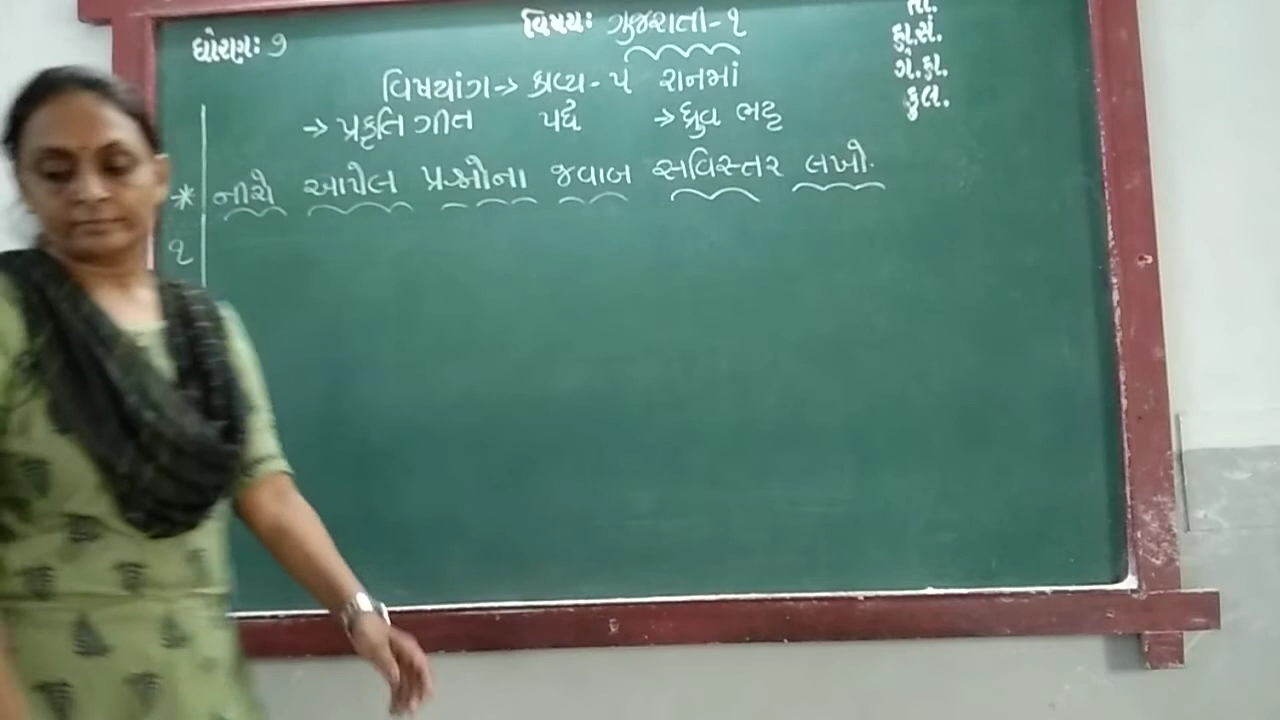 વિષયઃ ગુજરાતી-૧
ધોરણઃ ૭
તા.
હા.સં.
ગે.હા.
કુલ.
વિષયાંગ→ કાવ્ય - ૫ રાનમાં
→ પ્રકૃતિ ગીત પદ્ય → ધ્રુવ ભટ્ટ
* નીચે આપેલ પ્રશ્નોના જવાબ સવિસ્તર લખો.
૧